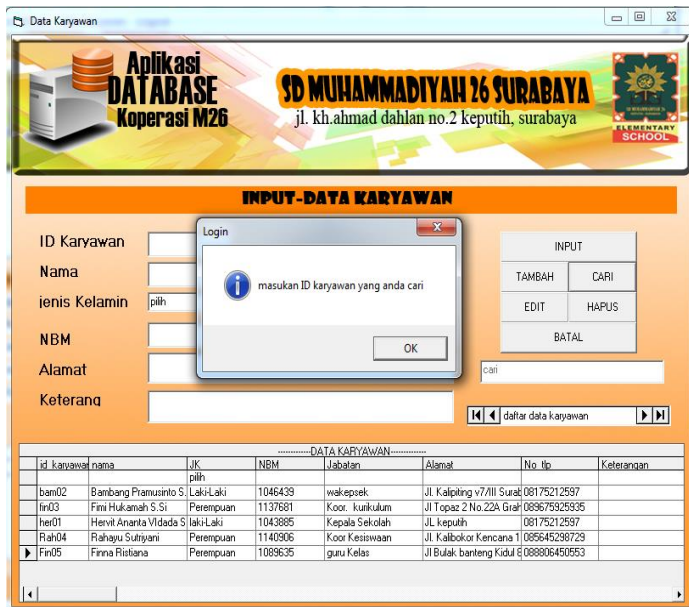 Data Karyawan
Aplikasi
DATABASE
Koperasi M26
SD MUHAMMADIYAH 26 SURABAYA
jl. kh.ahmad dahlan no.2 keputih, surabaya
ELEMENTARY
SCHOOL
INPUT-DATA KARYAWAN
ID Karyawan
Nama
jenis Kelamin
pilih
NBM
Alamat
Keterang
Login
masukan ID karyawan yang anda cari
OK
INPUT
TAMBAH CARI
EDIT HAPUS
BATAL
cari
daftar data karyawan
-------------DATA KARYAWAN-------------
id_karyawan nama JK NBM Jabatan Alamat No_tlp Keterangan
pilih
bam02 Bambang Pramusinto S. Laki-Laki 1046439 wakepsek Jl. Kalipiting v7/III Surat 08175212597
fin03 Fimi Hukamah S.Si Perempuan 1137681 Koor. kurikulum Jl Topaz 2 No.22A Grah 089675925935
her01 Hervit Ananta VIdada S laki-Laki 1043885 Kepala Sekolah JL keputih 08175212597
Rah04 Rahayu Sutriyani Perempuan 1140906 Koor Kesiswaan Jl. Kalibokor Kencana 1 085645298729
Fin05 Finna Ristiana Perempuan 1089635 guru Kelas Jl Bulak banteng Kidul 088806450553